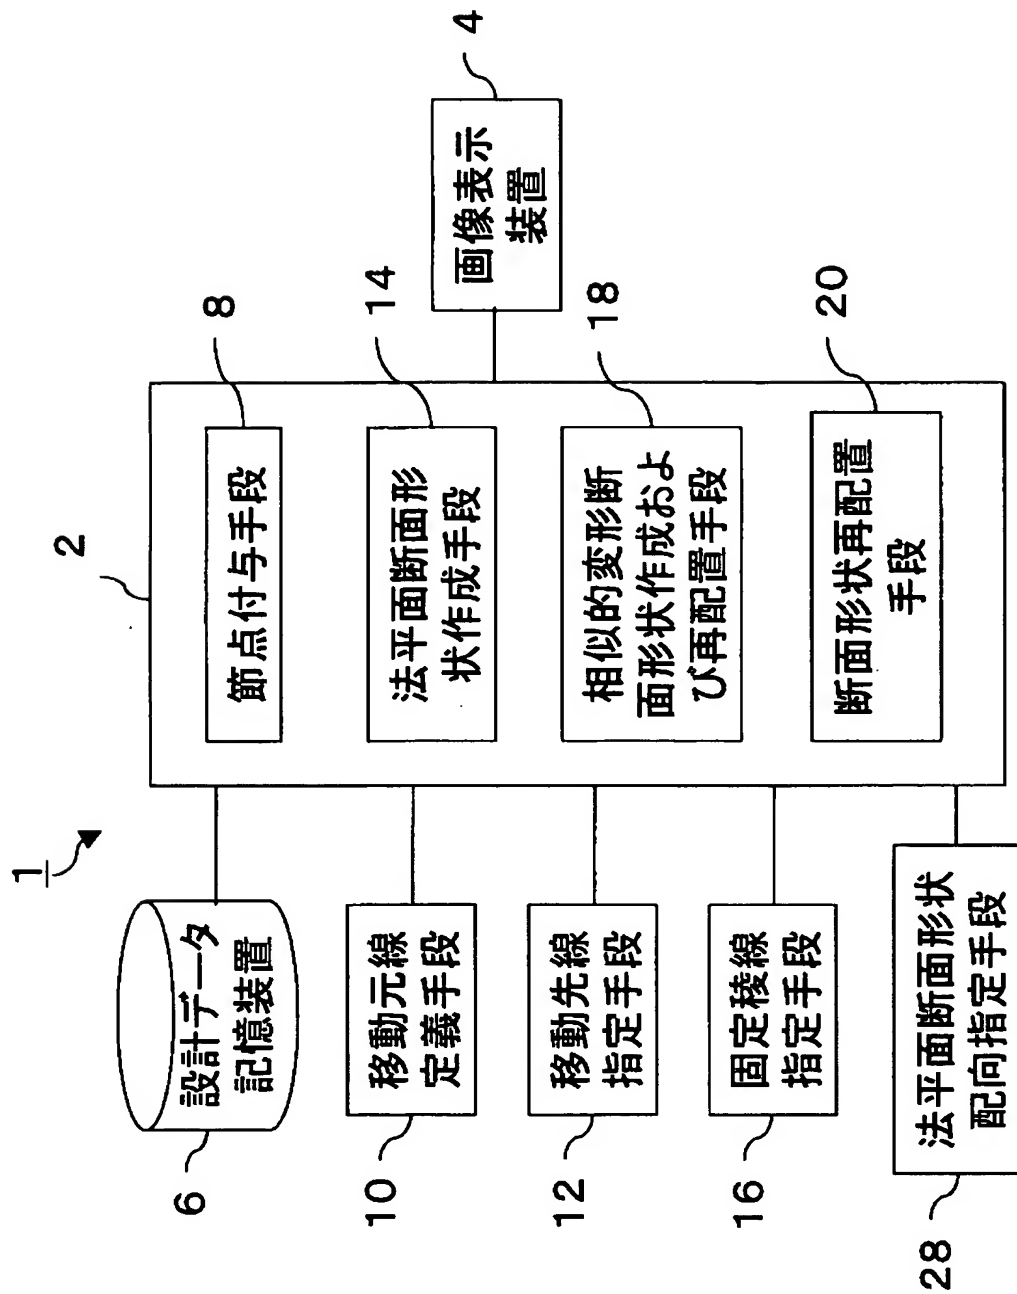 1
2
設計データ
記憶装置
6
移動元線
定義手段
10
移動先線
指定手段
12
固定稜線
指定手段
16
法平面断面形状
配向指定手段
28
節点付与手段
8
法平面断面形
状作成手段
14
相似的変形断
面形状作成およ
び再配置手段
18
断面形状再配置
手段
20
画像表示
装置
4